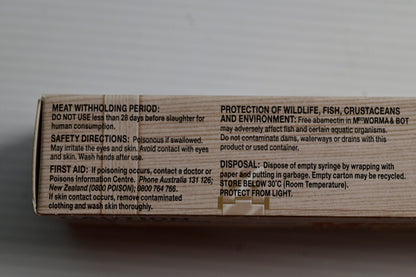 MEAT WITHHOLDING PERIOD:
DO NOT USE less than 28 days before slaughter for
human consumption.
SAFETY DIRECTIONS: Poisonous if swallowed.
May irritate the eyes and skin. Avoid contact with eyes
and skin. Wash hands after use.
FIRST AID: If poisoning occurs, contact a doctor or
Poisons Information Centre. Phone Australia 131 126;
New Zealand (0800 POISON); 0800 764 766.
If skin contact occurs, remove contaminated
clothing and wash skin thoroughly.
PROTECTION OF WILDLIFE, FISH, CRUSTACEANS
AND ENVIRONMENT: Free abamectin in WORMA & BOT
may adversely affect fish and certain aquatic organisms.
Do not contaminate dams, waterways or drains with this
product or used container.
DISPOSAL: Dispose of empty syringe by wrapping with
paper and putting in garbage. Empty carton may be recycled.
STORE BELOW 30°C (Room Temperature).
PROTECT FROM LIGHT.